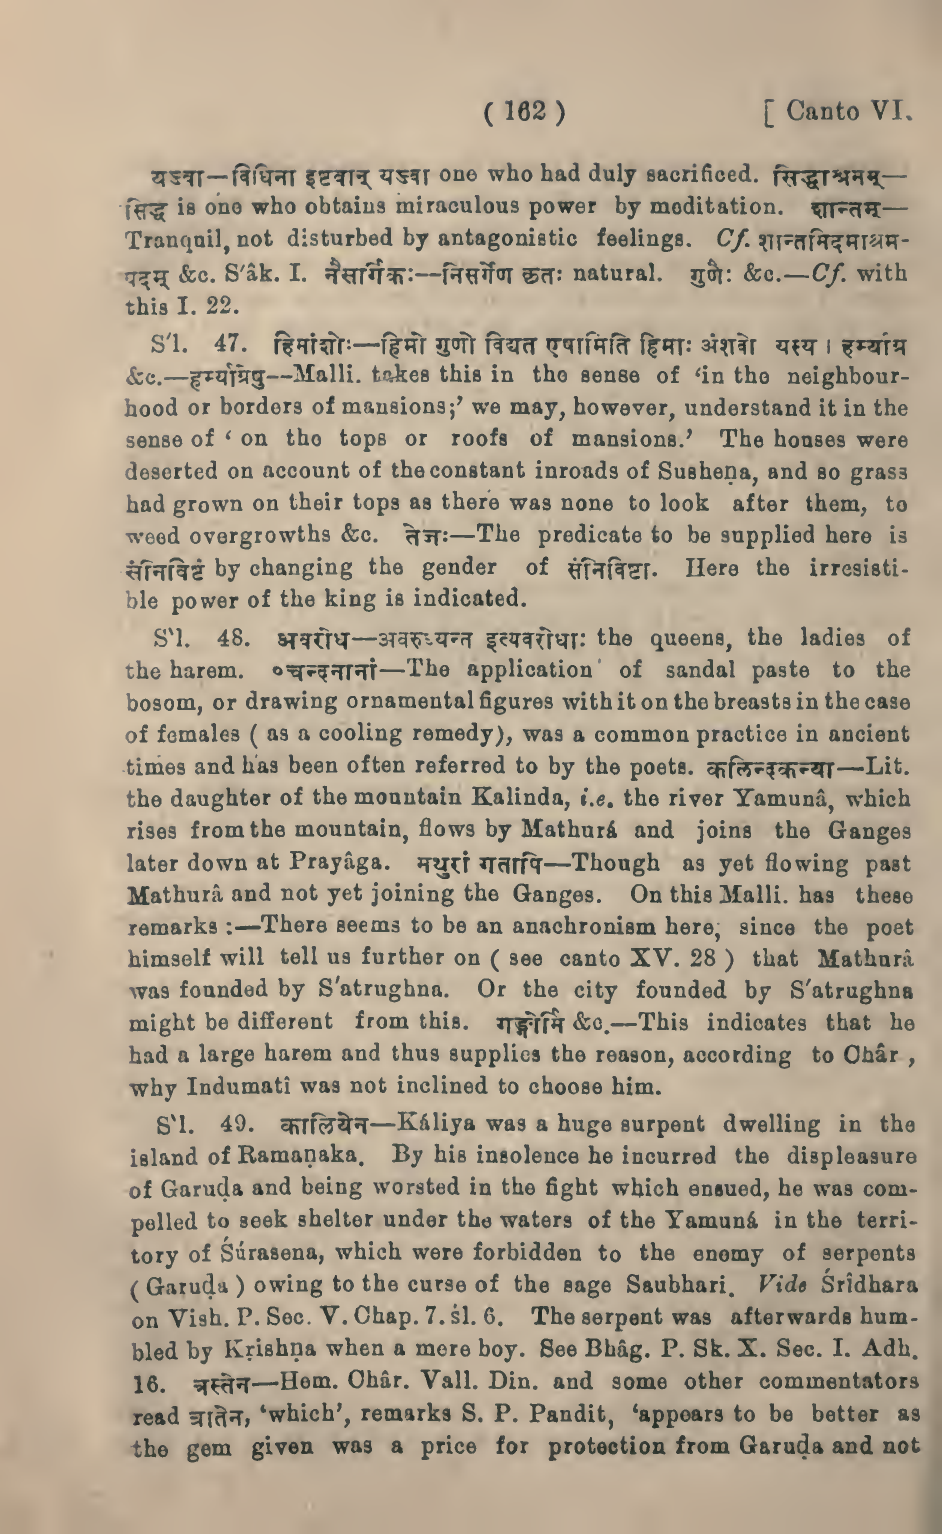 ( 162 ) [ Canto VI.
यज्वा—विधिना इष्टवान् यज्वा one who had duly sacrificed. सिद्धाश्रमम्—
सिद्ध is one who obtains miraculous power by meditation. शान्तम्—
Tranquil, not disturbed by antagonistic feelings. Cf. शान्तमिदमाश्रम-
पदम् &c. S'âk. I. नैसर्गिकः—निसर्गेण कृतः natural. गुणैः &c.—Cf. with
this I. 22.
S'l. 47. हिमांशोः—हिमो गुणो विद्यत एषामिति हिमाः अंशवो यस्य । हर्म्याग्र
&c.—हर्म्याग्रेषु--Malli. takes this in the sense of ‘in the neighbour-
hood or borders of mansions;’ we may, however, understand it in the
sense of ‘ on the tops or roofs of mansions.’ The houses were
deserted on account of the constant inroads of Susheṇa, and so grass
had grown on their tops as there was none to look after them, to
weed overgrowths &c. तेजः—The predicate to be supplied here is
संनिविष्टं by changing the gender of संनिविष्टा. Here the irresisti-
ble power of the king is indicated.
S'l. 48. अवरोध—अवरुध्यन्त इत्यवरोधाः the queens, the ladies of
the harem. ॰चन्दनानां—The application of sandal paste to the
bosom, or drawing ornamental figures with it on the breasts in the case
of females ( as a cooling remedy), was a common practice in ancient
times and has been often referred to by the poets. कलिन्दकन्या—Lit.
the daughter of the mountain Kalinda, i.e. the river Yamunâ, which
rises from the mountain, flows by Mathurá and joins the Ganges
later down at Prayâga. मथुरां गतापि—Though as yet flowing past
Mathurâ and not yet joining the Ganges. On this Malli. has these
remarks :—There seems to be an anachronism here, since the poet
himself will tell us further on ( see canto XV. 28 ) that Mathurâ
was founded by S'atrughna. Or the city founded by S'atrughna
might be different from this. गङ्गोर्मि &c.—This indicates that he
had a large harem and thus supplies the reason, according to Châr ,
why Indumatî was not inclined to choose him.
S'l. 49. कालियेन—Káliya was a huge surpent dwelling in the
island of Ramaṇaka. By his insolence he incurred the displeasure
of Garuḍa and being worsted in the fight which ensued, he was com-
pelled to seek shelter under the waters of the Yamuná in the terri-
tory of Śúrasena, which were forbidden to the enemy of serpents
( Garuḍa ) owing to the curse of the sage Saubhari. Vide Śrîdhara
on Vish. P. Sec. V. Chap. 7. śl. 6. The serpent was afterwards hum-
bled by Kṛishṇa when a mere boy. See Bhâg. P. Sk. X. Sec. I. Adh.
16. त्रस्तेन—Hem. Châr. Vall. Din. and some other commentators
read त्रातेन, ‘which’, remarks S. P. Pandit, ‘appears to be better as
the gem given was a price for protection from Garuḍa and not